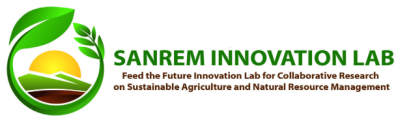 SANREM INNOVATION LAB
Feed the Future Innovation Lab for Collaborative Research
on Sustainable Agriculture and Natural Resource Management